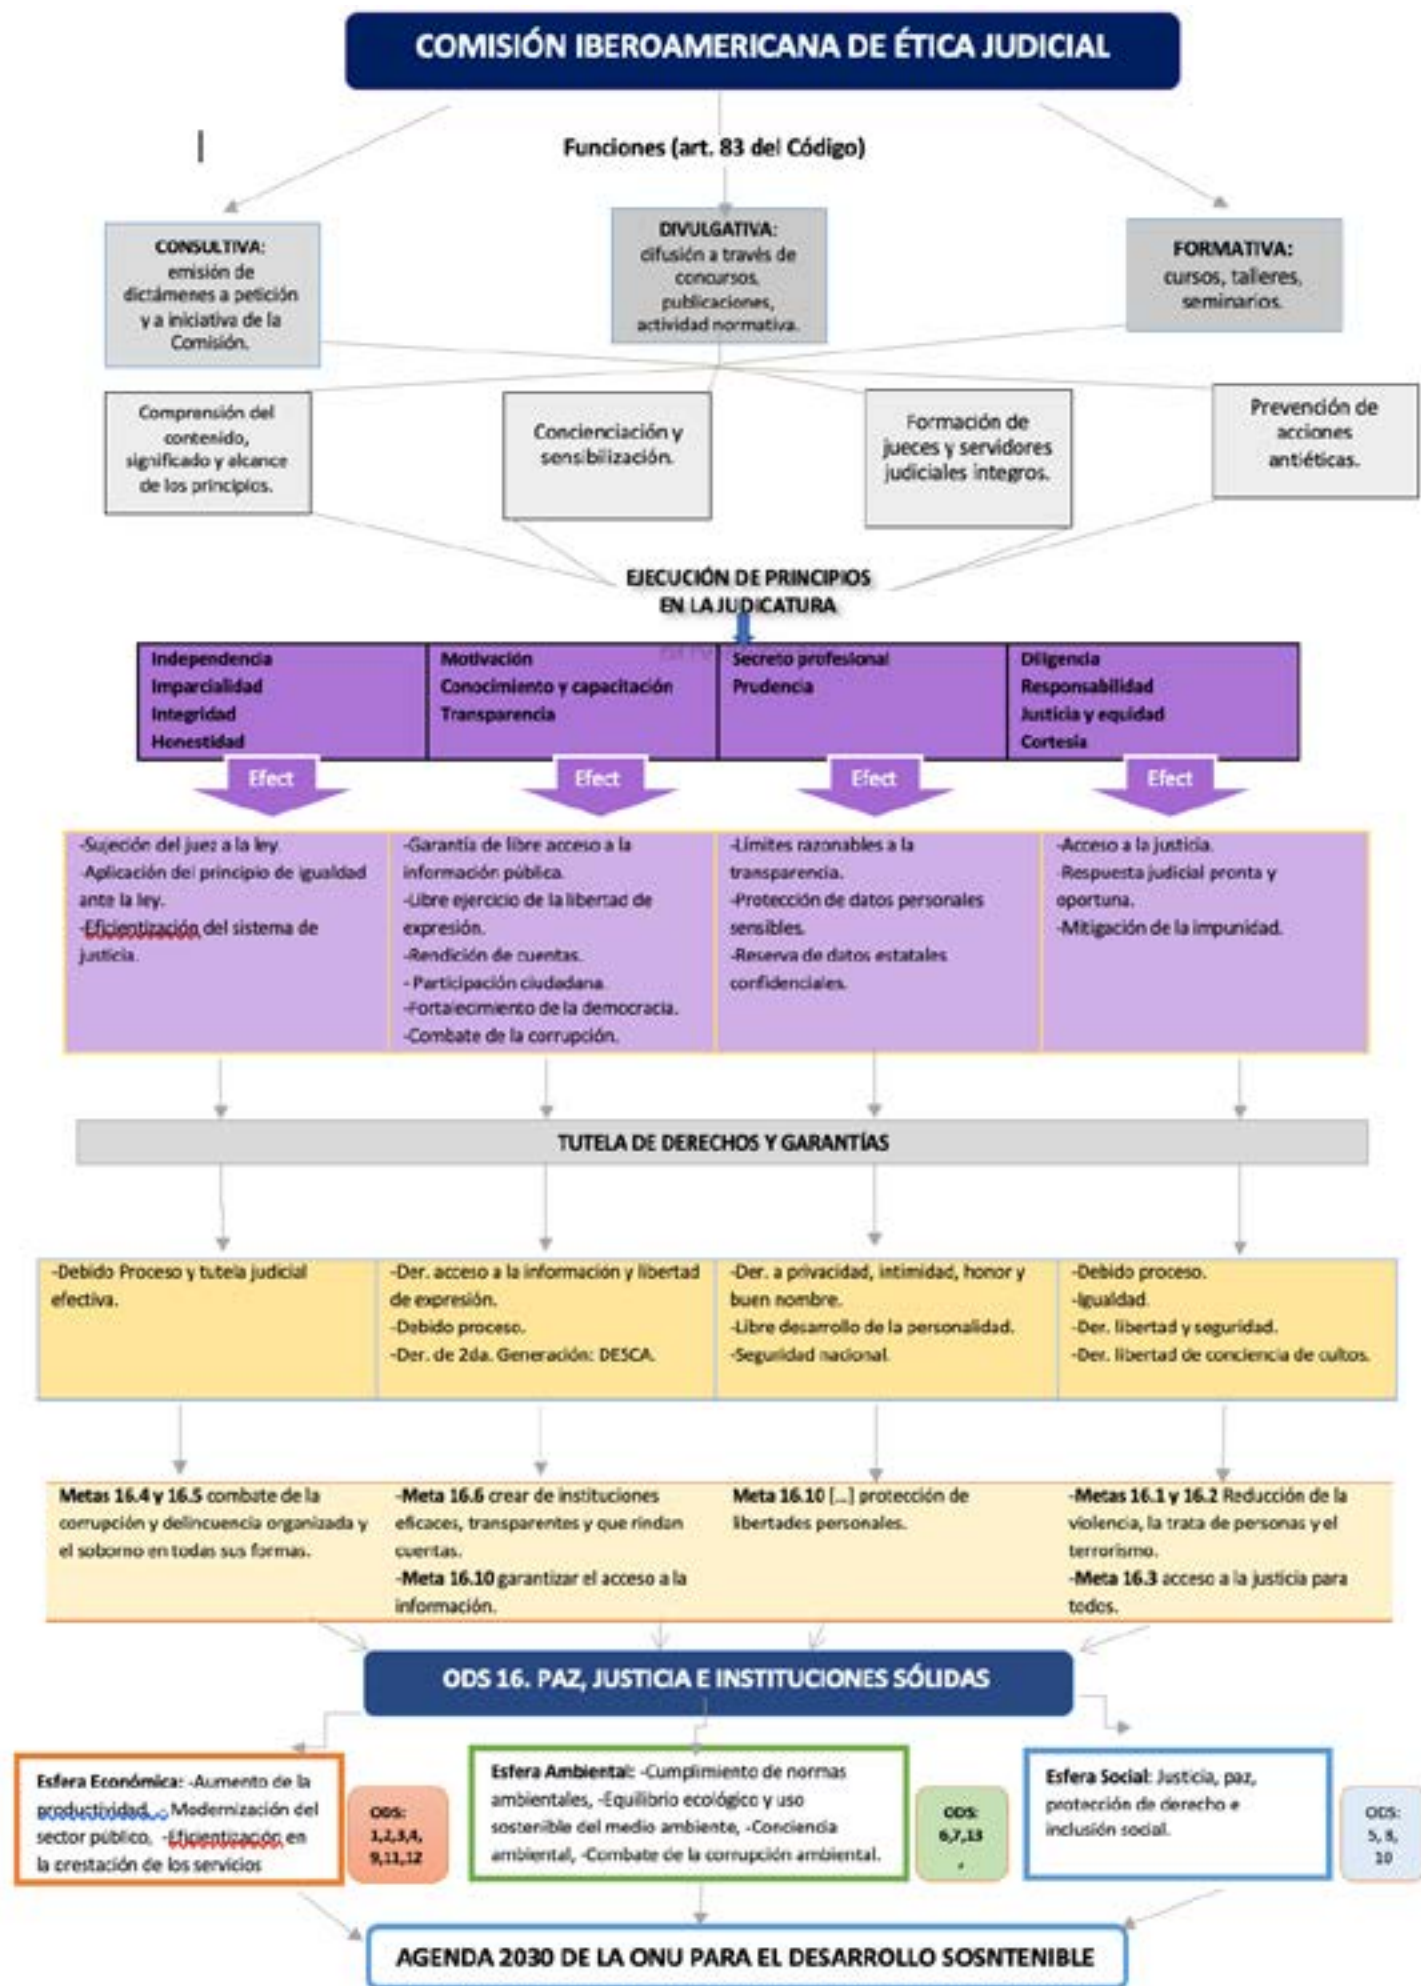 COMISIÓN IBEROAMERICANA DE ÉTICA JUDICIAL
Funciones (art. 83 del Código)
CONSULTIVA:
emisión de
dictámenes a petición
y a iniciativa de la
Comisión.
DIVULGATIVA:
difusión a través de
concursos,
publicaciones,
actividad normativa.
FORMATIVA:
cursos, talleres,
seminarios.
Comprensión del
contenido,
significado y alcance
de los principios.
Concienciación y
sensibilización.
Formación de
jueces y servidores
judiciales integros.
Prevención de
acciones
antiéticas.
EJECUCIÓN DE PRINCIPIOS
EN LA JUDICATURA
Independencia
Imparcialidad
Integridad
Honestidad
Motivación
Conocimiento y capacitación
Transparencia
Secreto profesional
Prudencia
Diligencia
Responsabilidad
Justicia y equidad
Cortesía
Efect
Efect
Efect
Efect
-Sujeción del juez a la ley.
-Aplicación del principio de igualdad
ante la ley.
-Eficientización del sistema de
justicia.
-Garantía de libre acceso a la
información pública.
-Libre ejercicio de la libertad de
expresión.
-Rendición de cuentas.
- Participación ciudadana.
-Fortalecimiento de la democracia.
-Combate de la corrupción.
-Límites razonables a la
transparencia.
-Protección de datos personales
sensibles.
-Reserva de datos estatales
confidenciales.
-Acceso a la justicia.
-Respuesta judicial pronta y
oportuna.
-Mitigación de la impunidad.
TUTELA DE DERECHOS Y GARANTÍAS
-Debido Proceso y tutela judicial
efectiva.
-Der. acceso a la información y libertad
de expresión.
-Debido proceso.
-Der. de 2da. Generación: DESCA.
-Der. a privacidad, intimidad, honor y
buen nombre.
-Libre desarrollo de la personalidad.
-Seguridad nacional.
-Debido proceso.
-Igualdad.
-Der. libertad y seguridad.
-Der. libertad de conciencia de cultos.
Metas 16.4 y 16.5 combate de la
corrupción y delincuencia organizada y
el soborno en todas sus formas.
-Meta 16.6 crear de instituciones
eficaces, transparentes y que rindan
cuentas.
-Meta 16.10 garantizar el acceso a la
información.
Meta 16.10 [...] protección de
libertades personales.
-Metas 16.1 y 16.2 Reducción de la
violencia, la trata de personas y el
terrorismo.
-Meta 16.3 acceso a la justicia para
todos.
ODS 16. PAZ, JUSTICIA E INSTITUCIONES SÓLIDAS
Esfera Económica: -Aumento de la
productividad, - Modernización del
sector público, -Eficientización en
la prestación de los servicios
ODS:
1,2,3,4,
9,11,12
Esfera Ambiental: -Cumplimiento de normas
ambientales, -Equilibrio ecológico y uso
sostenible del medio ambiente, -Conciencia
ambiental, -Combate de la corrupción ambiental.
ODS:
6,7,13
,
Esfera Social: Justicia, paz,
protección de derecho e
inclusión social.
ODS:
5, 8,
10
AGENDA 2030 DE LA ONU PARA EL DESARROLLO SOSNTENIBLE